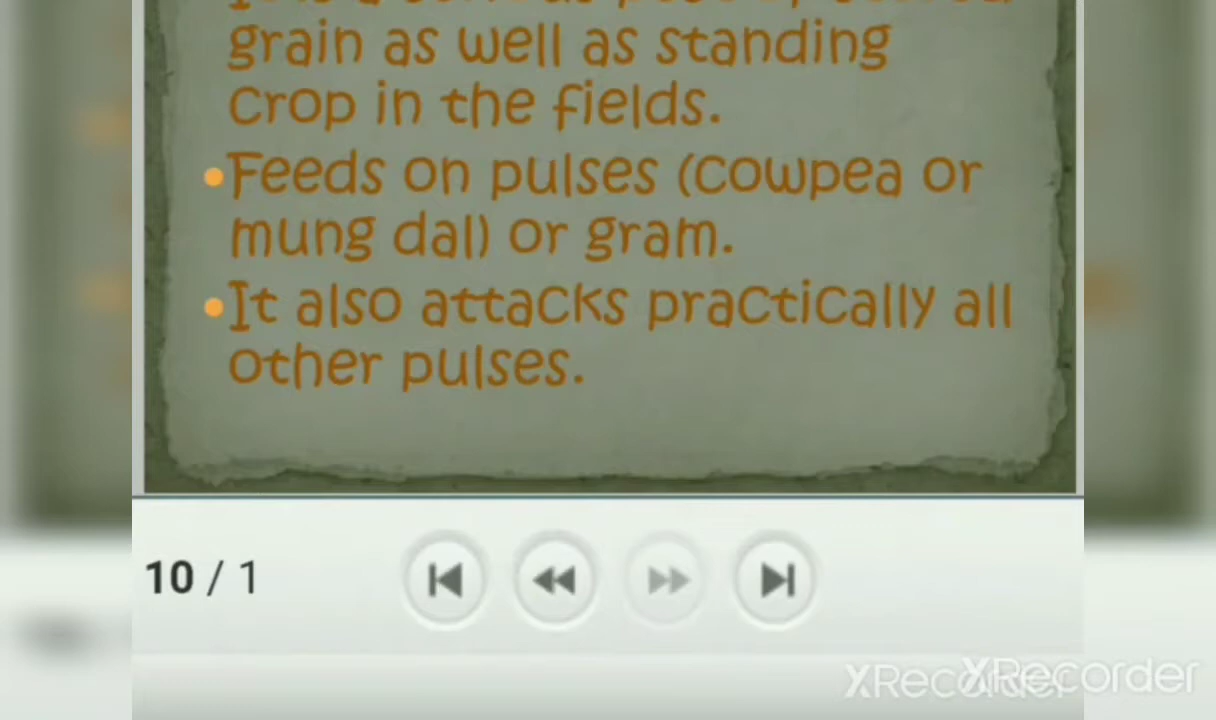 grain as well as standing
crop in the fields.
•Feeds on pulses (cowpea or
mung dal) or gram.
•It also attacks practically all
other pulses.
10 / 1
XRecorder
XRecorder